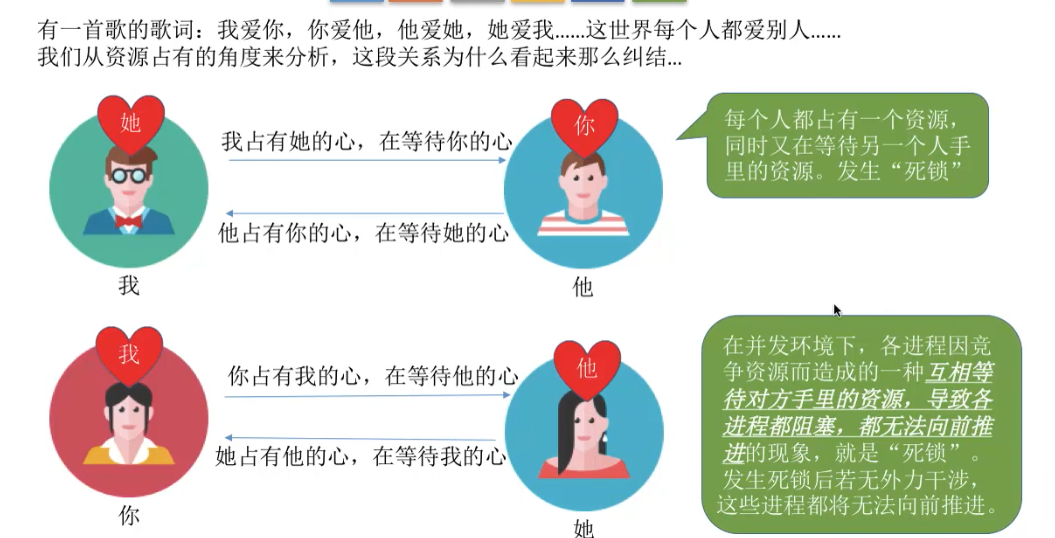 有一首歌的歌词：我爱你，你爱他，他爱她，她爱我......这世界每个人都爱别人......
我们从资源占有的角度来分析，这段关系为什么看起来那么纠结...
她
我占有她的心，在等待你的心
你
他占有你的心，在等待她的心
我
他
每个人都占有一个资源，
同时又在等待另一个人手
里的资源。发生“死锁”
我
你占有我的心，在等待他的心
他
她占有他的心，在等待我的心
你
她
在并发环境下，各进程因竞
争资源而造成的一种互相等
待对方手里的资源，导致各
进程都阻塞，都无法向前推
进的现象，就是“死锁”。
发生死锁后若无外力干涉，
这些进程都将无法向前推进。